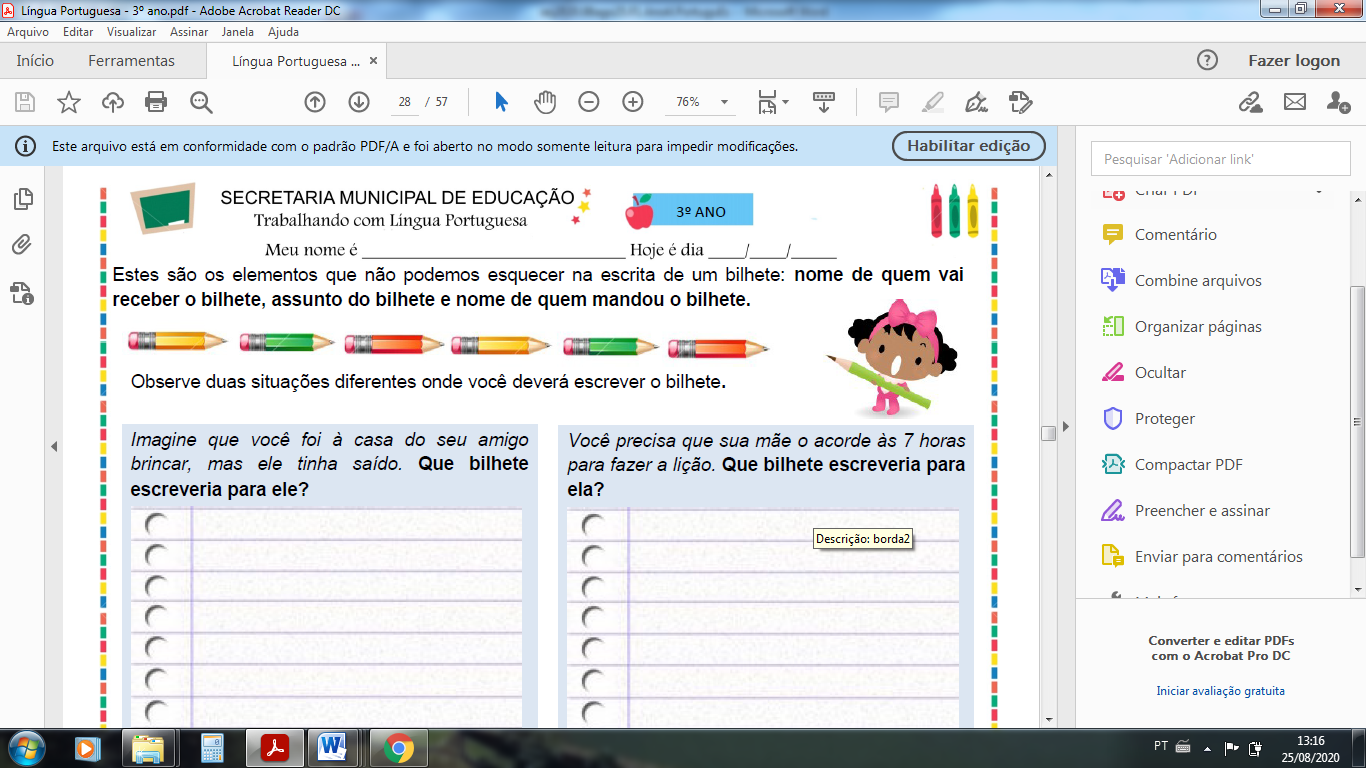 Língua Portuguesa - 3º ano.pdf - Adobe Acrobat Reader DC
Arquivo Editar Visualizar Assinar Janela Ajuda
Início Ferramentas Língua Portuguesa ... ×
Fazer logon
28 / 57 76%
Este arquivo está em conformidade com o padrão PDF/A e foi aberto no modo somente leitura para impedir modificações.
Habilitar edição
SECRETARIA MUNICIPAL DE EDUCAÇÃO
Trabalhando com Língua Portuguesa
3º ANO
Meu nome é ____________________________ Hoje é dia ____/____/_____
Estes são os elementos que não podemos esquecer na escrita de um bilhete: nome de quem vai
receber o bilhete, assunto do bilhete e nome de quem mandou o bilhete.
Observe duas situações diferentes onde você deverá escrever o bilhete.
Imagine que você foi à casa do seu amigo
brincar, mas ele tinha saído. Que bilhete
escreveria para ele?
Você precisa que sua mãe o acorde às 7 horas
para fazer a lição. Que bilhete escreveria para
ela?
Descrição: borda2
Pesquisar 'Adicionar link'
Criar PDF
Comentário
Combine arquivos
Organizar páginas
Ocultar
Proteger
Compactar PDF
Preencher e assinar
Enviar para comentários
Converter e editar PDFs
com o Acrobat Pro DC
Iniciar avaliação gratuita
PT
13:16
25/08/2020